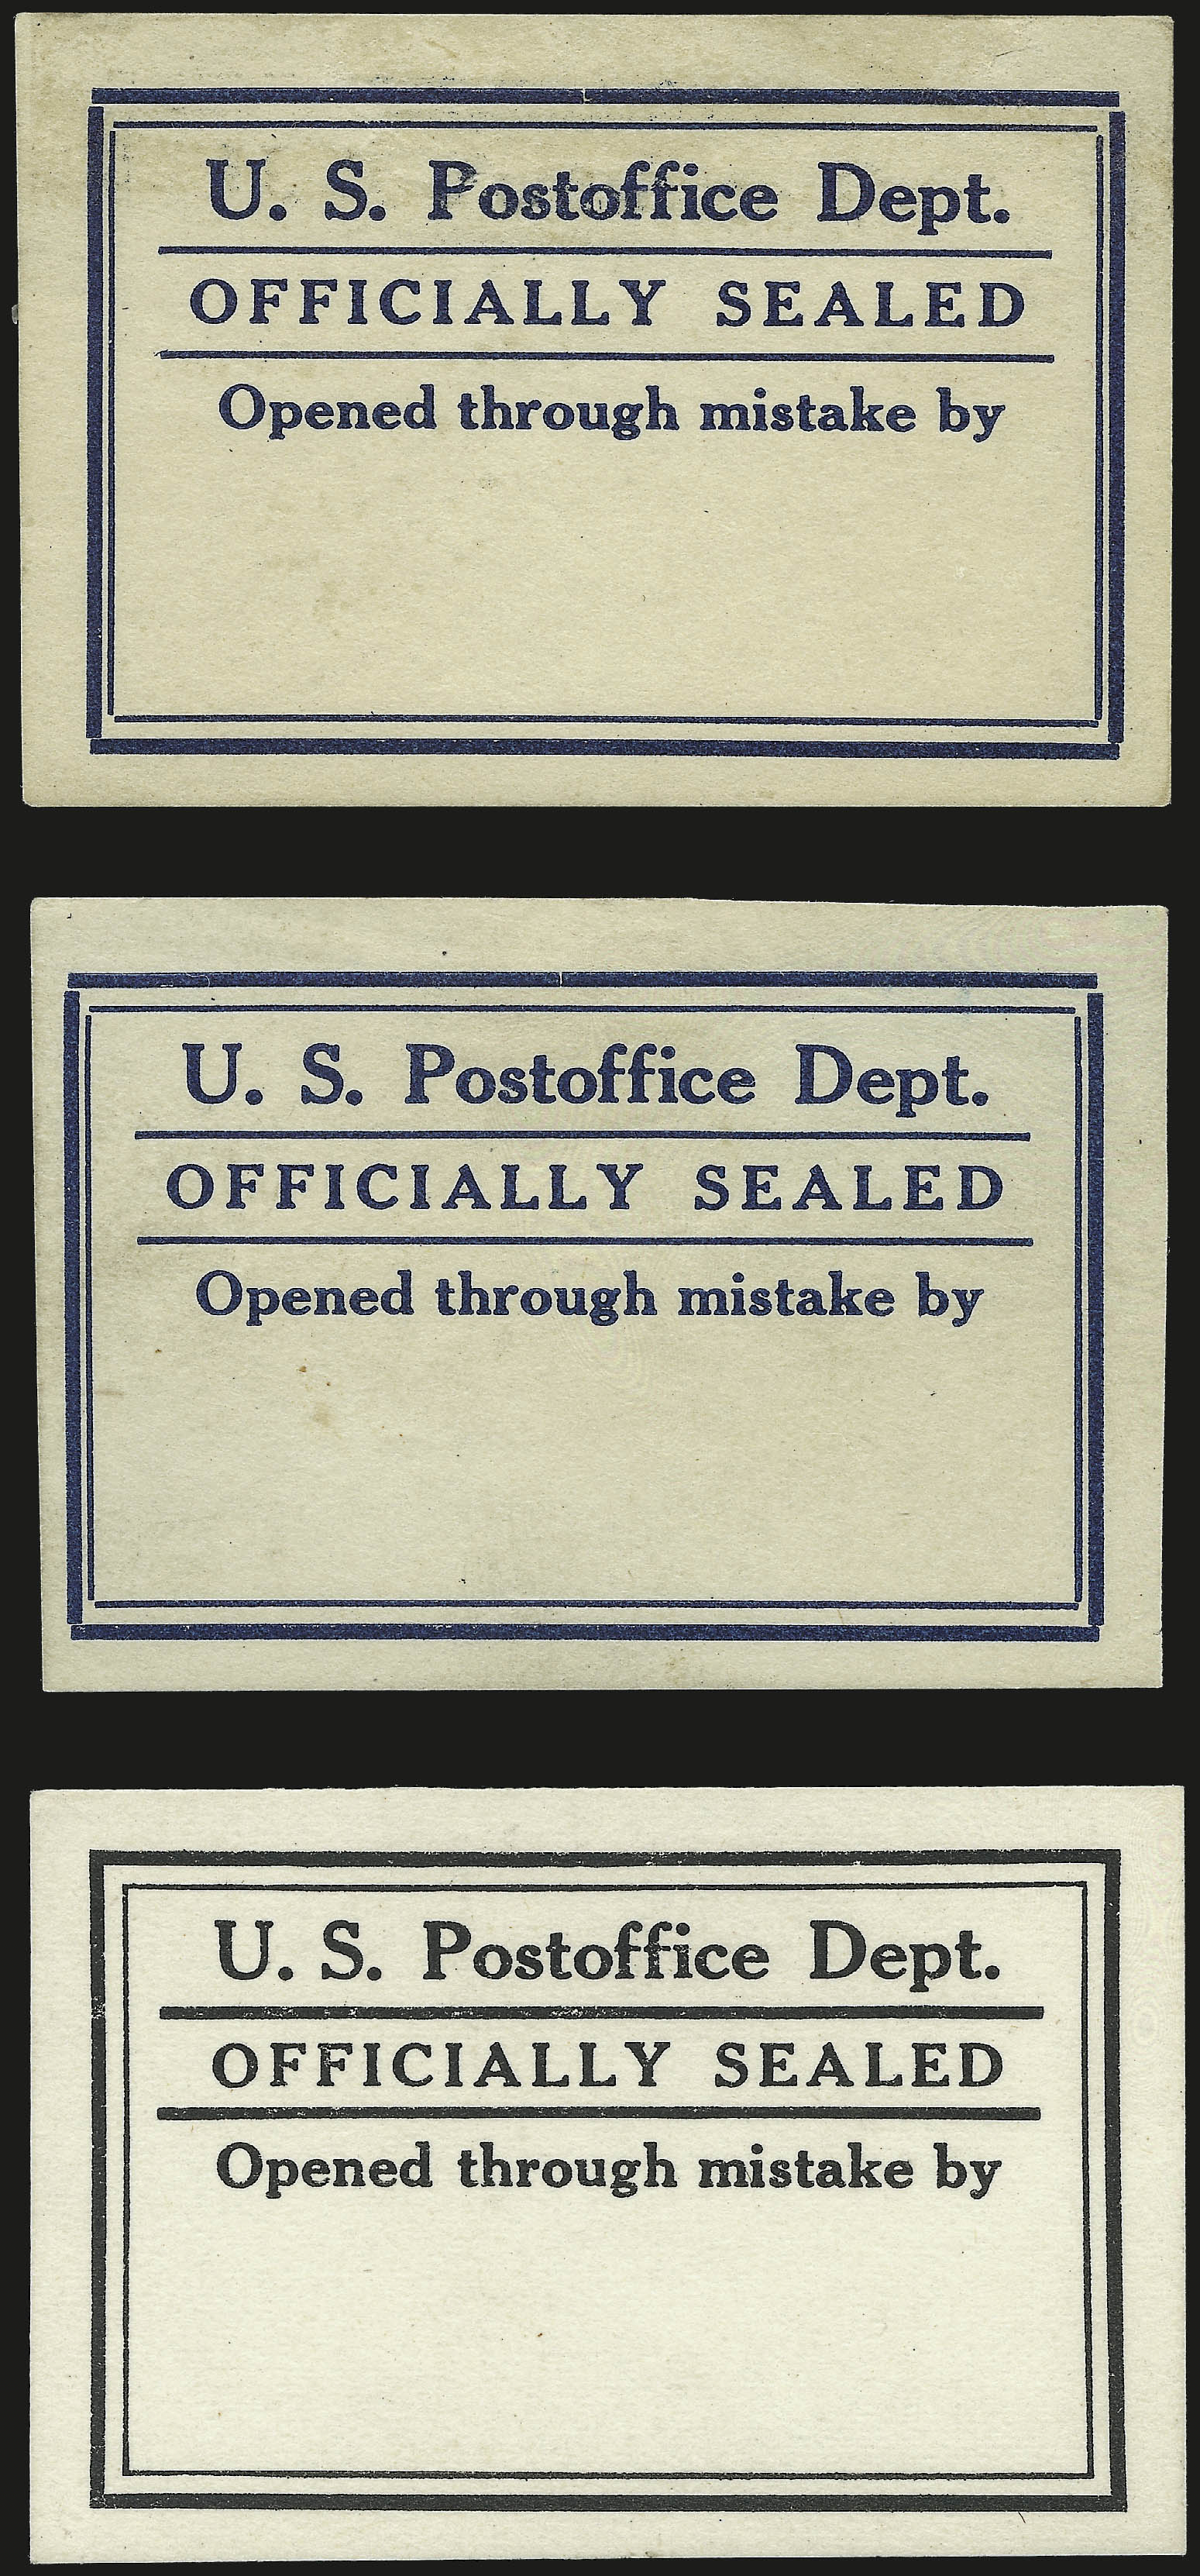 U. S. Postoffice Dept.
OFFICIALLY SEALED
Opened through mistake by
U. S. Postoffice Dept.
OFFICIALLY SEALED
Opened through mistake by
U. S. Postoffice Dept.
OFFICIALLY SEALED
Opened through mistake by